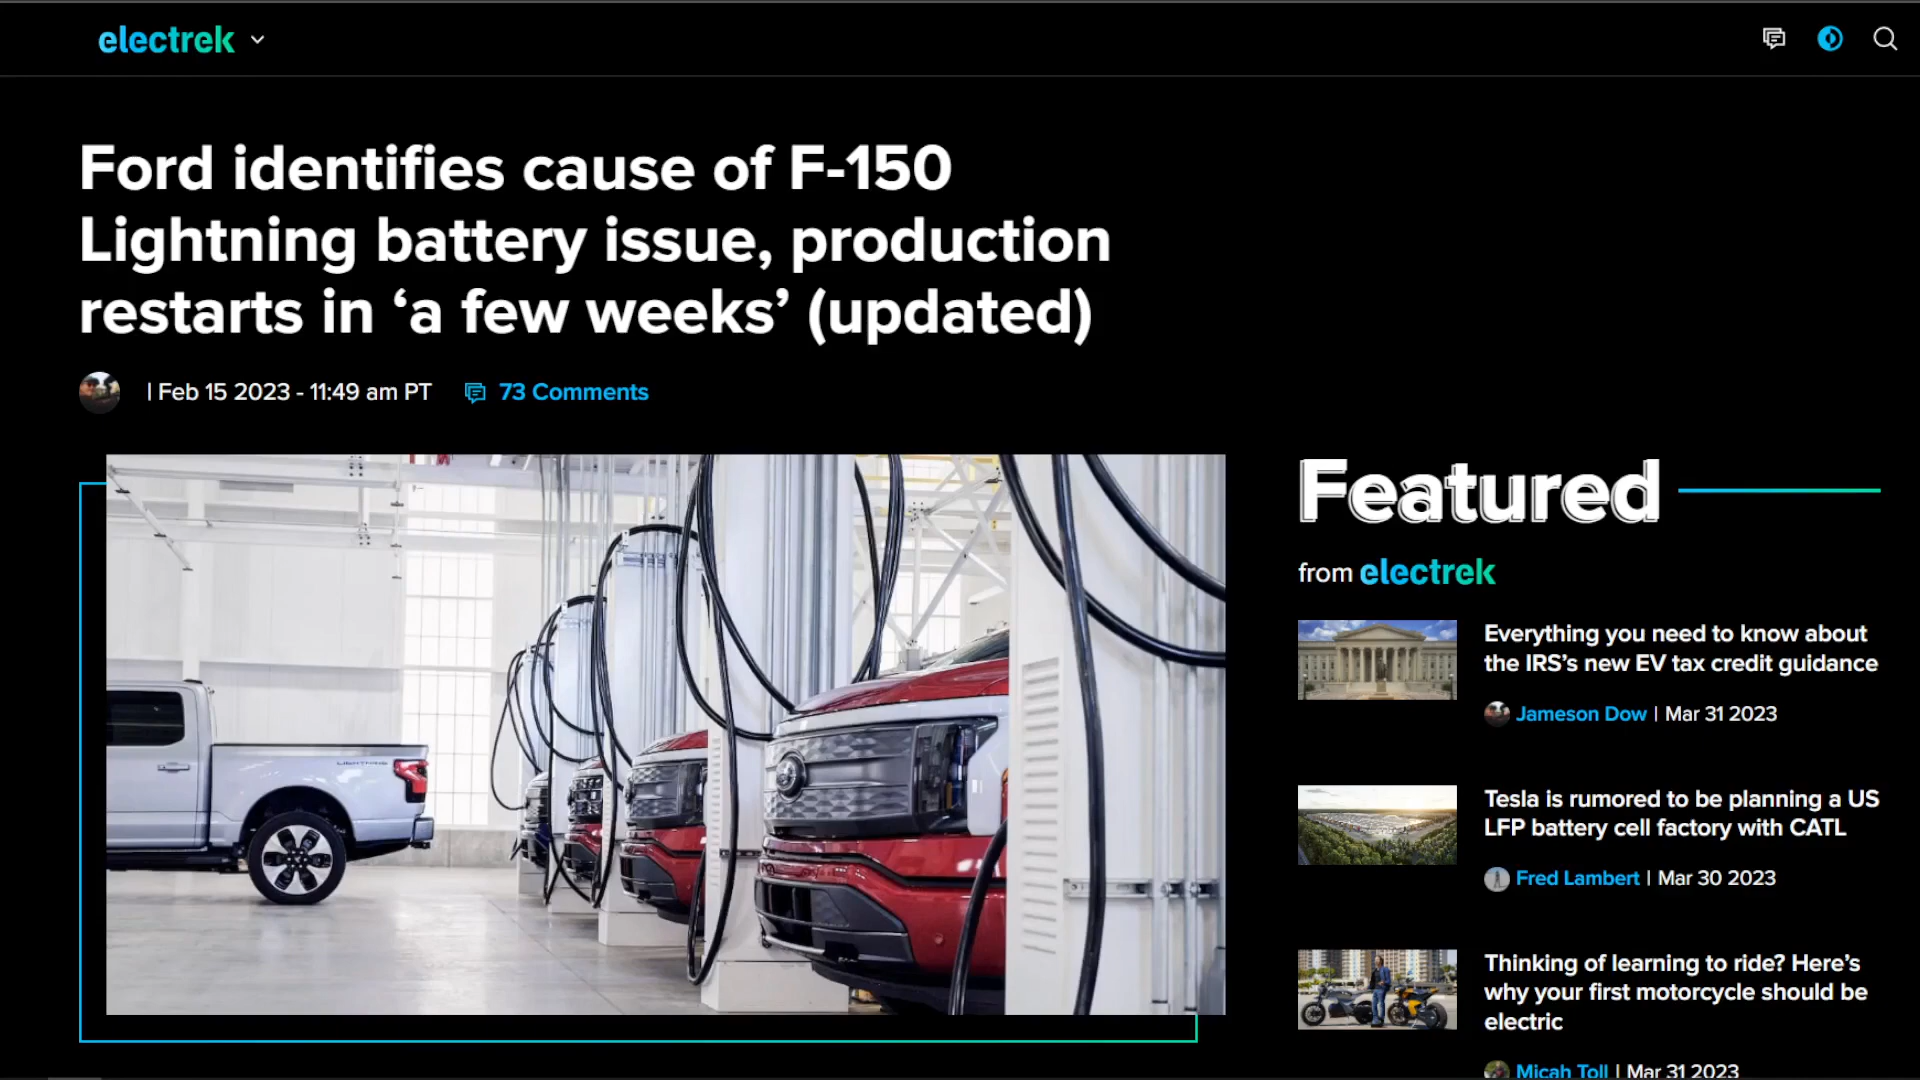 electrek
Ford identifies cause of F-150
Lightning battery issue, production
restarts in ‘a few weeks’ (updated)
| Feb 15 2023 - 11:49 am PT
73 Comments
LIGHTNING
Featured
from electrek
Everything you need to know about
the IRS’s new EV tax credit guidance
Jameson Dow | Mar 31 2023
Tesla is rumored to be planning a US
LFP battery cell factory with CATL
Fred Lambert | Mar 30 2023
Thinking of learning to ride? Here’s
why your first motorcycle should be
electric
Micah Toll | Mar 31 2023